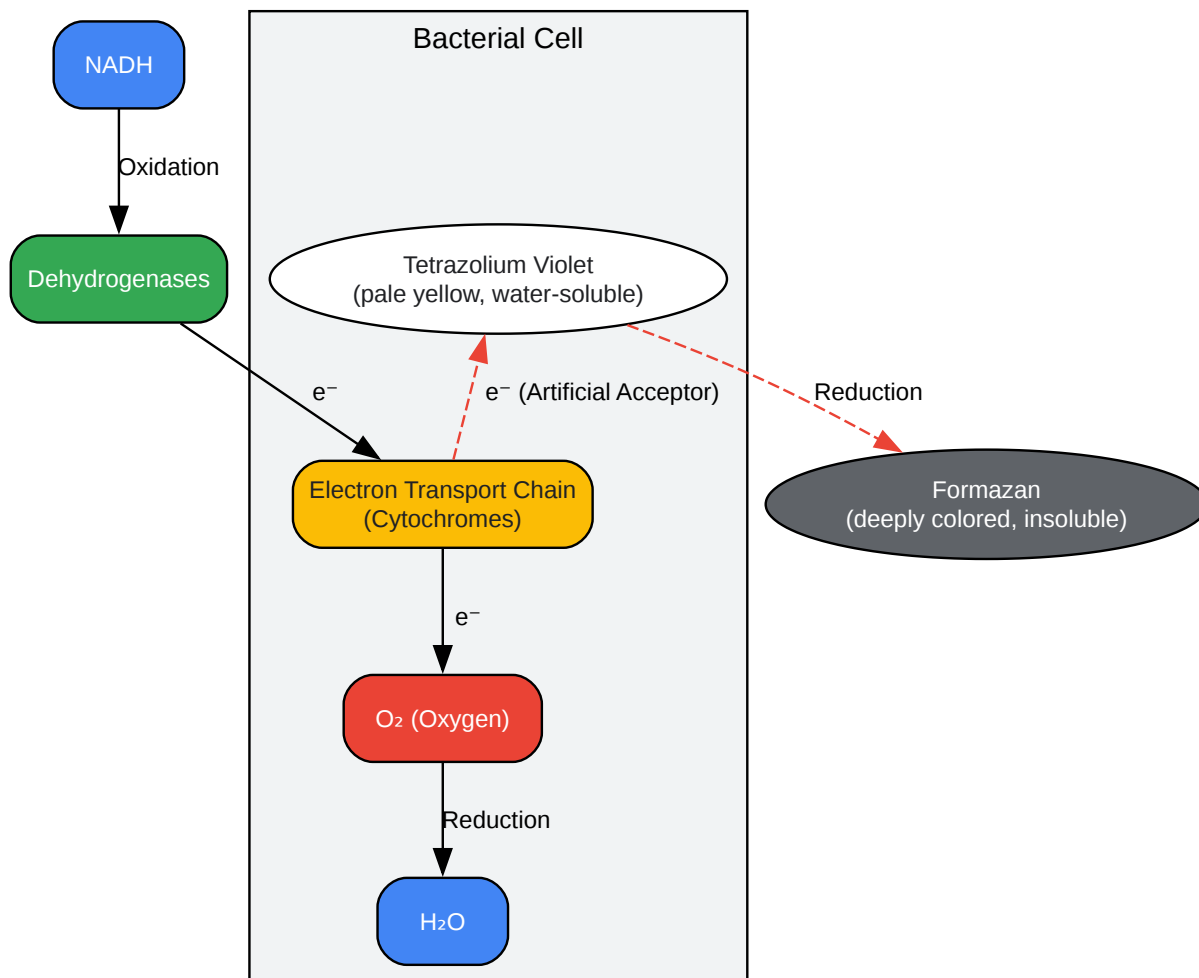 Bacterial Cell
NADH
Oxidation
Dehydrogenases
Tetrazolium Violet
(pale yellow, water-soluble)
e⁻
e⁻ (Artificial Acceptor)
Reduction
Electron Transport Chain
(Cytochromes)
Formazan
(deeply colored, insoluble)
e⁻
O₂ (Oxygen)
Reduction
H₂O